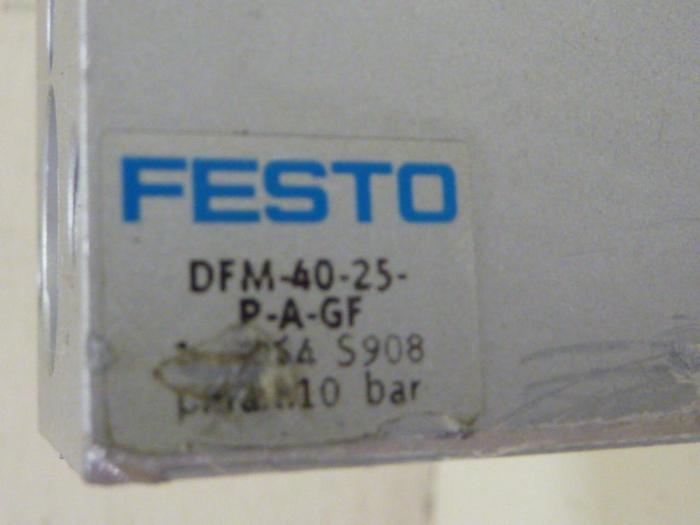 FESTO
DFM-40-25-
P-A-GF
S908
10 bar